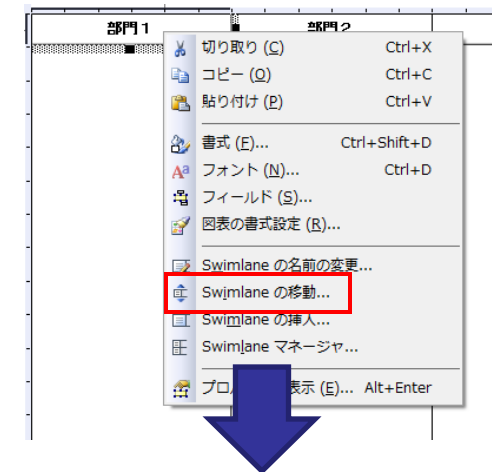 部門1 部門2
切り取り (C) Ctrl+X
コピー (O) Ctrl+C
貼り付け (P) Ctrl+V
書式 (F)... Ctrl+Shift+D
フォント (N)... Ctrl+D
フィールド (S)...
図表の書式設定 (R)...
Swimlane の名前の変更...
Swimlane の移動...
Swimlane の挿入...
Swimlane マネージャ...
プロ 表示 (E)... Alt+Enter